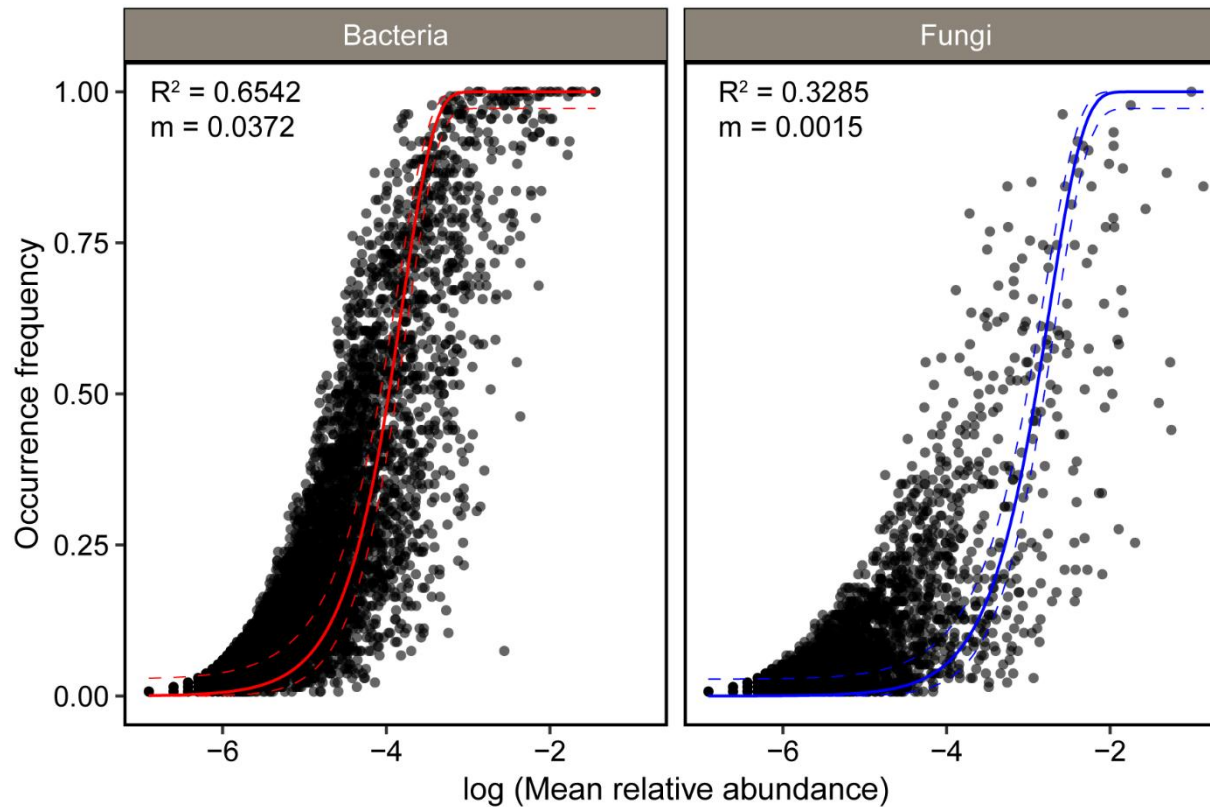 Bacteria
Fungi
R² = 0.6542
m = 0.0372
R² = 0.3285
m = 0.0015
1.00
0.75
0.50
0.25
0.00
Occurrence frequency
−6
−4
−2
−6
−4
−2
log (Mean relative abundance)